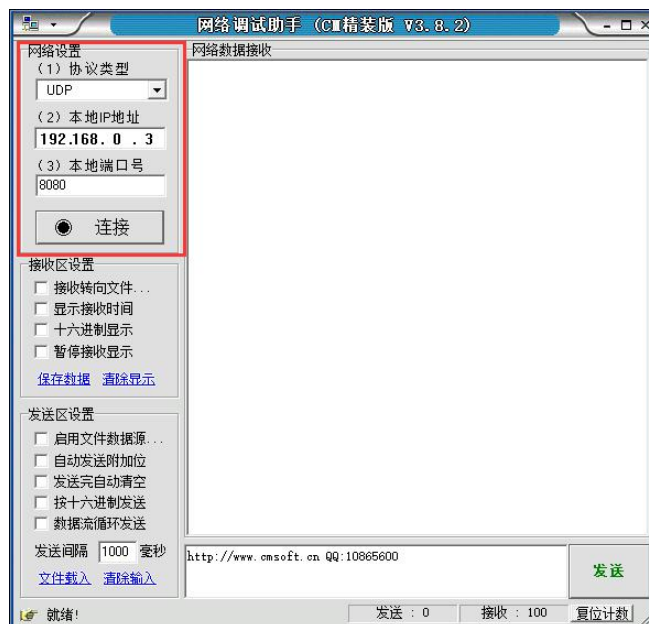 网络调试助手 (C■精装版 V3.8.2)
网络设置
(1) 协议类型
UDP
(2) 本地IP地址
192.168. 0 . 3
(3) 本地端口号
8080
连接
接收区设置
接收转向文件...
显示接收时间
十六进制显示
暂停接收显示
保存数据 清除显示
发送区设置
启用文件数据源...
自动发送附加位
发送完自动清空
按十六进制发送
数据流循环发送
发送间隔 1000 毫秒
文件载入 清除输入
网络数据接收
http://www.cmsoft.cn QQ:10865600
发送
就绪!
发送 : 0
接收 : 100
复位计数